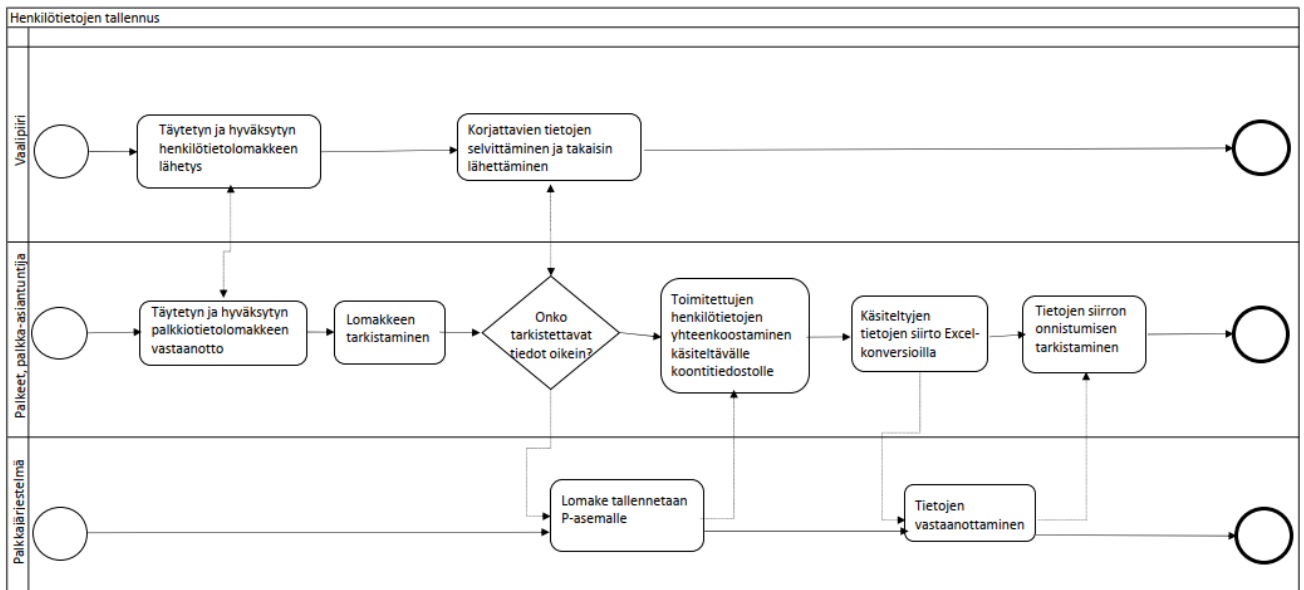 Henkilötietojen tallennus
Vaalipiiri
Täytetyn ja hyväksytyn
henkilötietolomakkeen
lähetys
Korjattavien tietojen
selvittäminen ja takaisin
lähettäminen
Palkeet, palkka-asiantuntija
Täytetyn ja hyväksytyn
palkkiotietolomakkeen
vastaanotto
Lomakkeen
tarkistaminen
Onko
tarkistettavat
tiedot oikein?
Toimitettujen
henkilötietojen
yhteenkoostaminen
käsiteltävälle
koontitiedostolle
Käsiteltyjen
tietojen siirto Excel-
konversioilla
Tietojen siirron
onnistumisen
tarkistaminen
Palkkajärjestelmä
Lomake tallennetaan
P-asemalle
Tietojen
vastaanottaminen